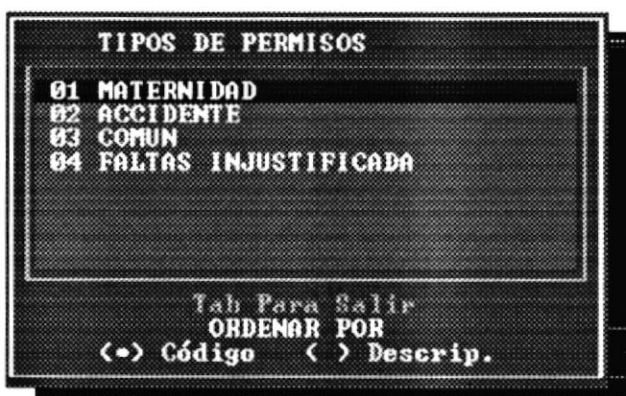 TIPOS DE PERMISOS
01 MATERNIDAD
02 ACCIDENTE
03 COMUN
04 FALTAS INJUSTIFICADA
Tab Para Salir
ORDENAR POR
(•) Código ( ) Descrip.